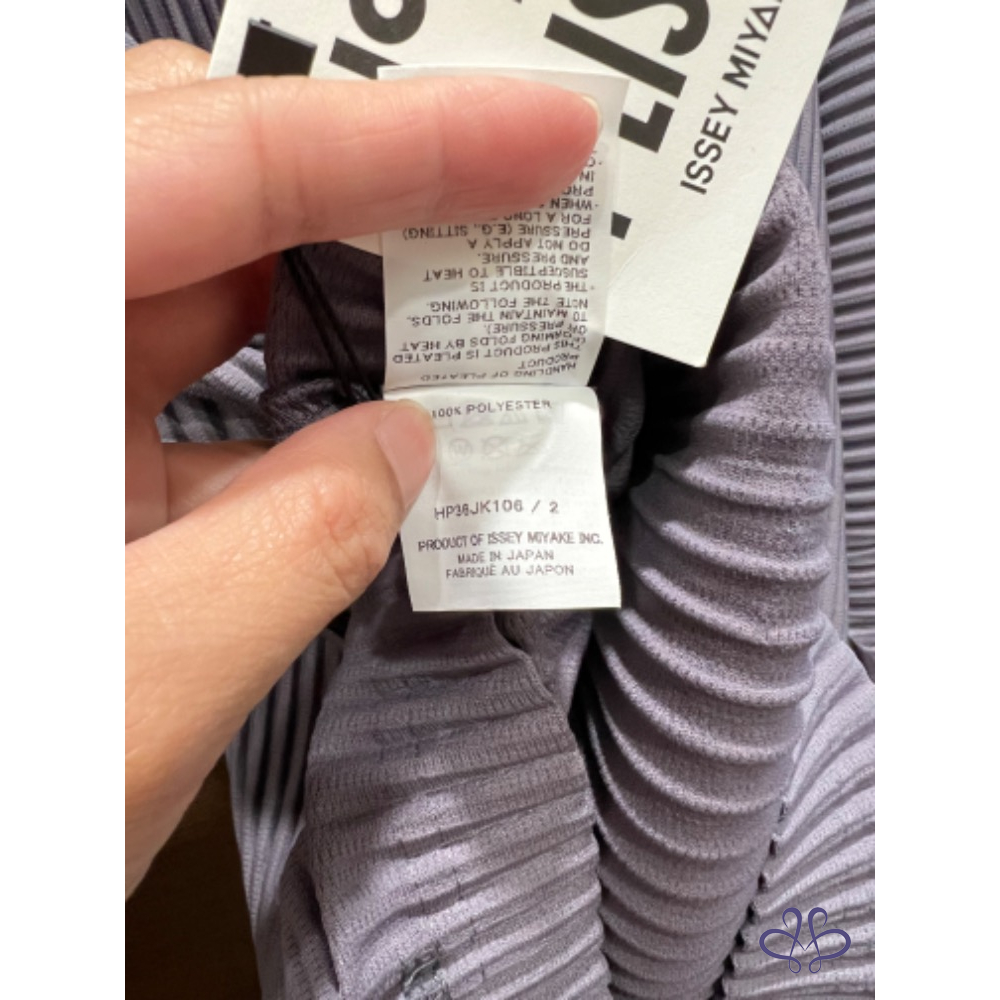 ISSEY MIYA
HANDLING OF PLEATED
PRODUCT
(THIS PRODUCT IS PLEATED
FORMING FOLDS BY HEAT
OR PRESSURE).
TO MAINTAIN THE FOLDS,
NOTE THE FOLLOWING.
・THE PRODUCT IS
SUSCEPTIBLE TO HEAT
AND PRESSURE.
DO NOT APPLY A
PRESSURE (E.G., SITTING)
FOR A LONG
・WHEN
100% POLYESTER
HP36JK106 / 2
PRODUCT OF ISSEY MIYAKE INC.
MADE IN JAPAN
FABRIQUÉ AU JAPON